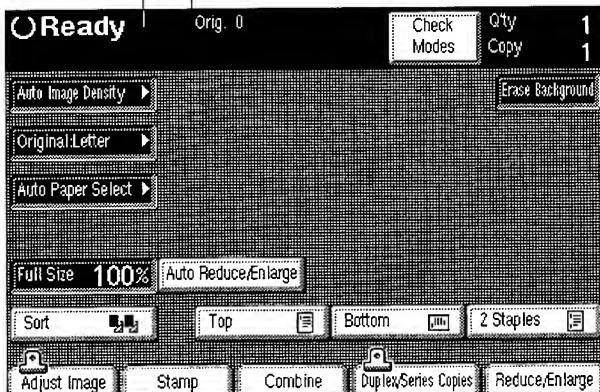 Ready Orig. 0 Check Modes Q'ty 1
Copy 1
Auto Image Density Erase Background
Original:Letter
Auto Paper Select
Full Size 100% Auto Reduce/Enlarge
Sort Top Bottom 2 Staples
Adjust Image Stamp Combine Duplex/Series Copies Reduce/Enlarge